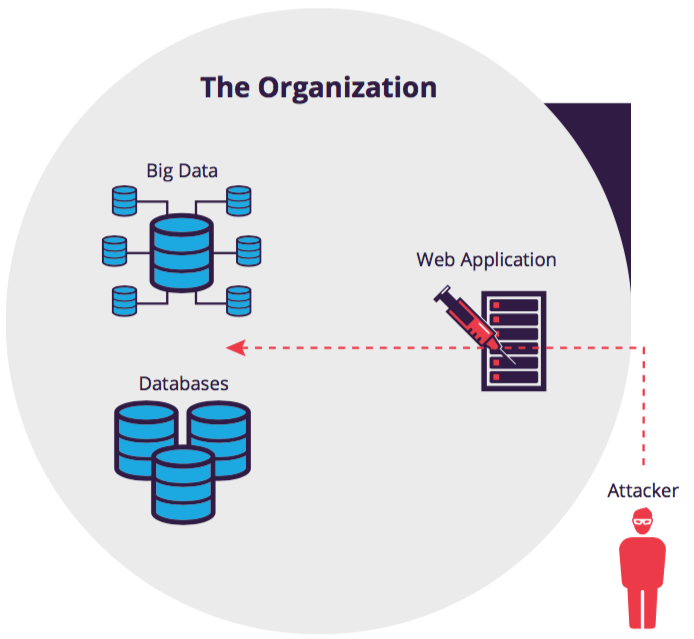 The Organization
Big Data
Web Application
Databases
Attacker